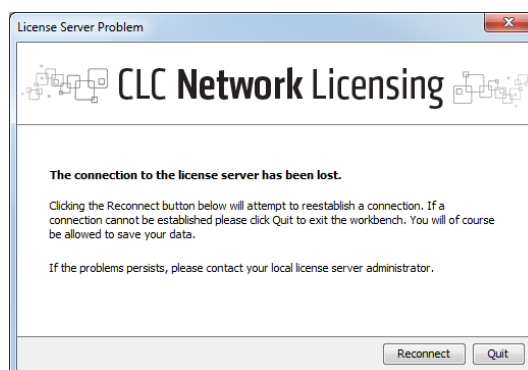 License Server Problem
CLC Network Licensing
The connection to the license server has been lost.
Clicking the Reconnect button below will attempt to reestablish a connection. If a
connection cannot be established please click Quit to exit the workbench. You will of course
be allowed to save your data.
If the problems persists, please contact your local license server administrator.
Reconnect Quit